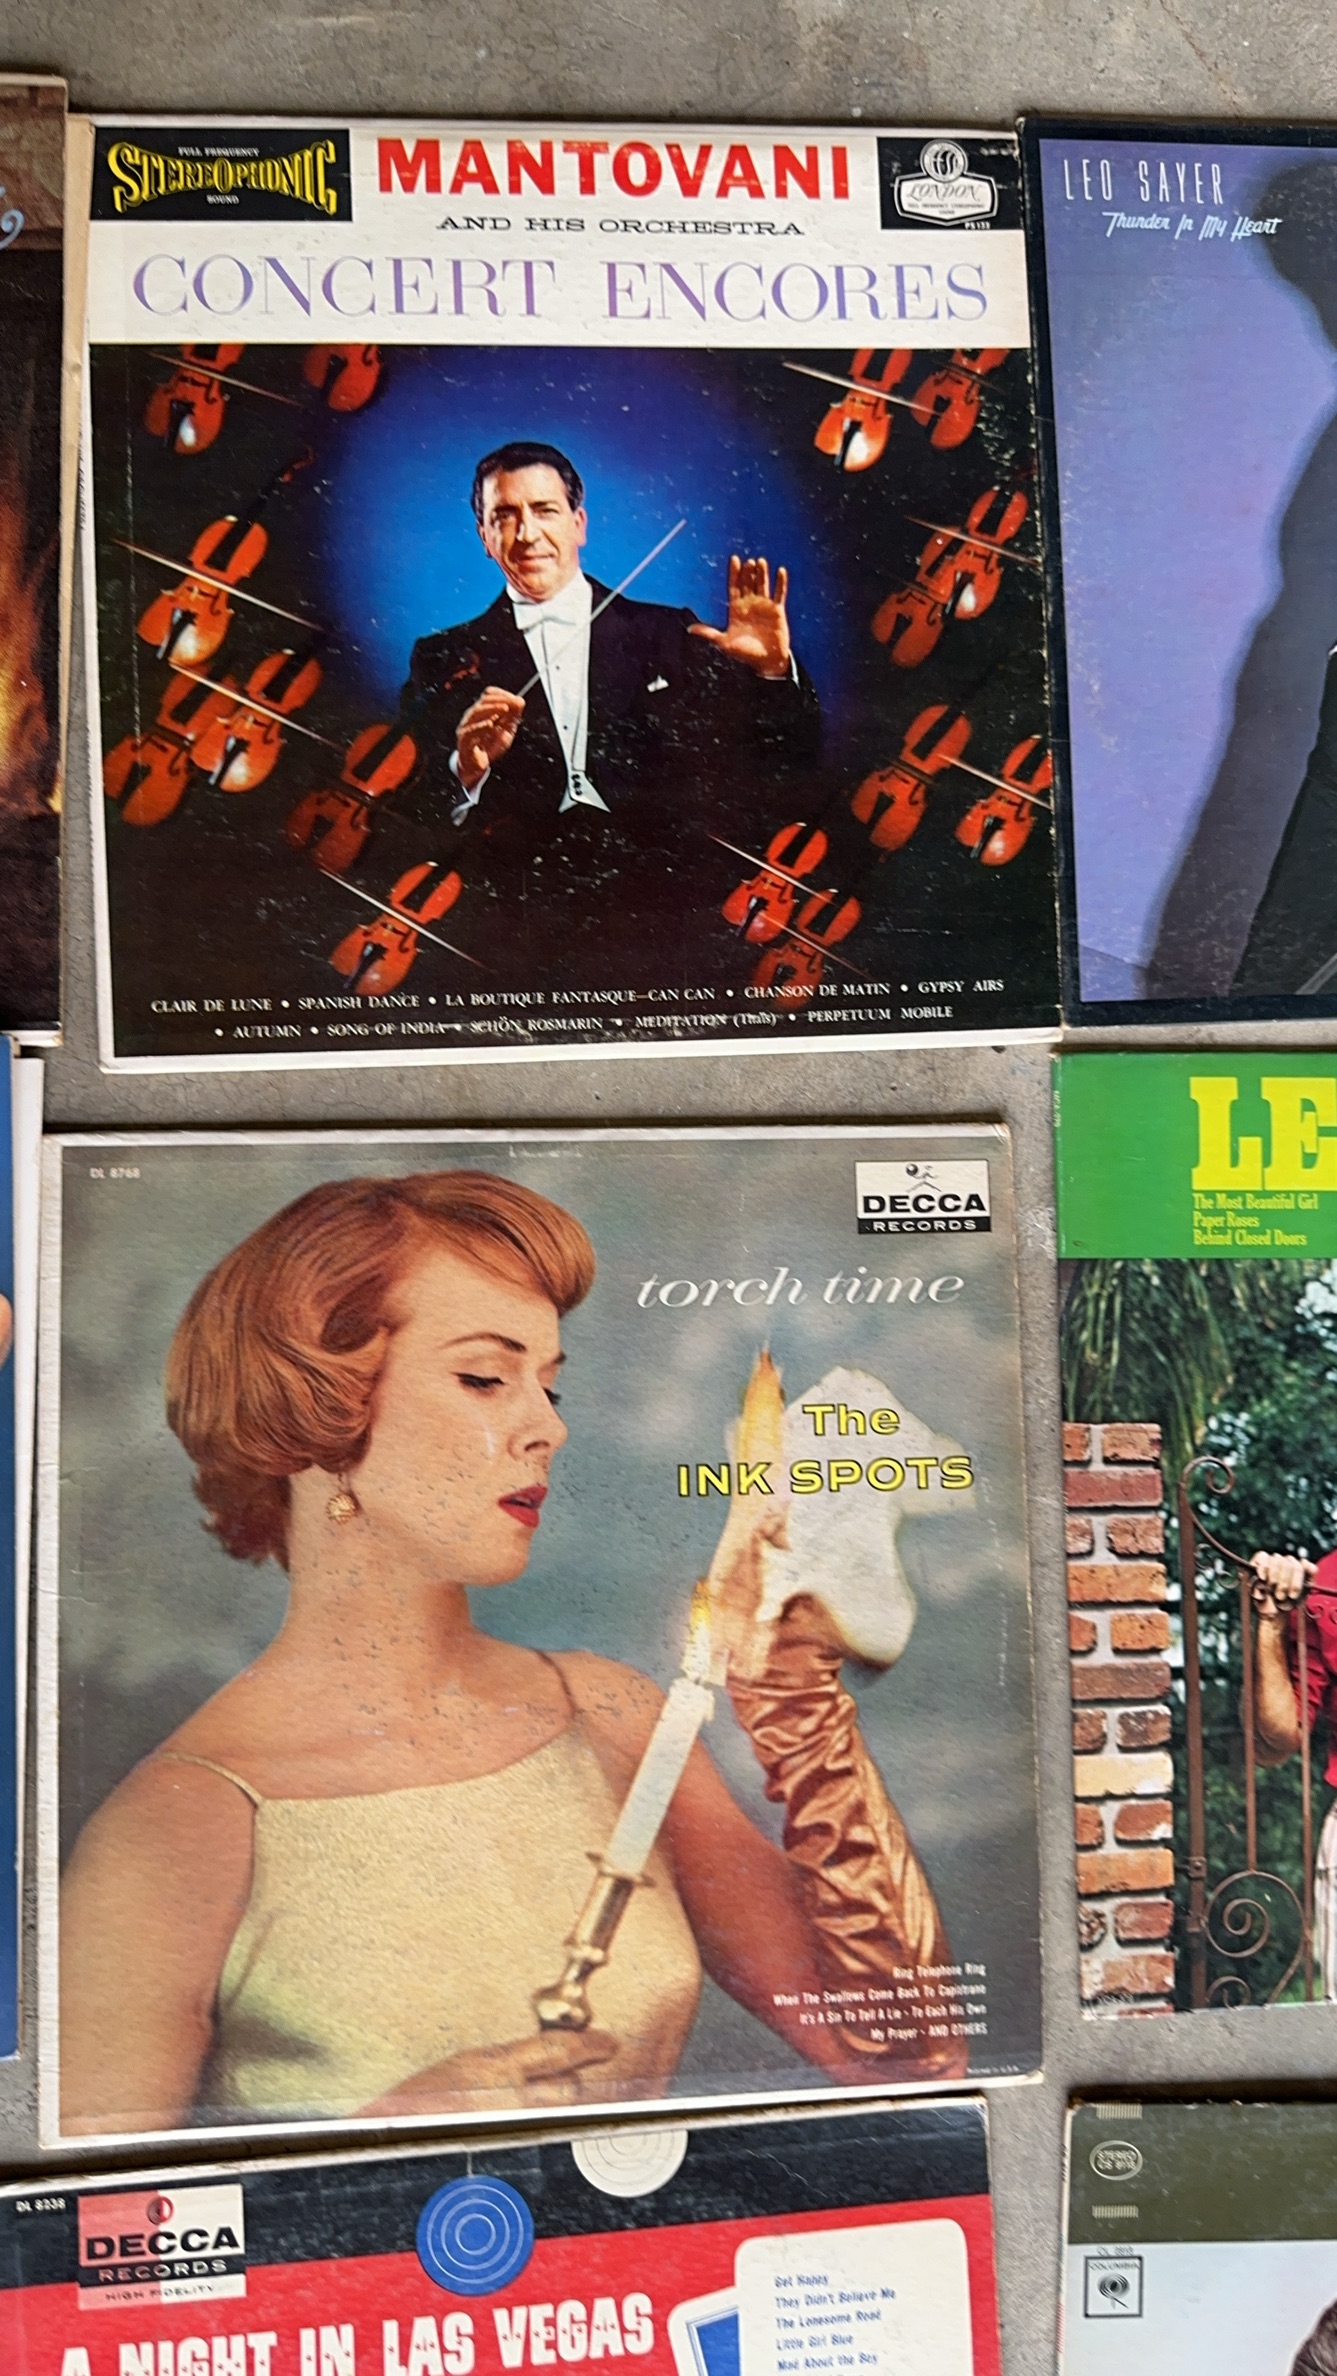 FULL FREQUENCY
STEREOPHONIC
SOUND
MANTOVANI
AND HIS ORCHESTRA
LONDON
PS 133
CONCERT ENCORES
CLAIR DE LUNE • SPANISH DANCE • LA BOUTIQUE FANTASQUE—CAN CAN • CHANSON DE MATIN • GYPSY AIRS
• AUTUMN • SONG OF INDIA • SCHÖN ROSMARIN • MEDITATION (Thaïs) • PERPETUUM MOBILE
LEO SAYER
Thunder In My Heart
DL 8768
DECCA
RECORDS
torch time
The
INK SPOTS
Ring Telephone Ring
When The Swallows Come Back To Capistrano
It's A Sin To Tell A Lie • To Each His Own
My Prayer • AND OTHERS
LE
The Most Beautiful Girl
Paper Roses
Behind Closed Doors
DL 8338
DECCA
RECORDS
HIGH FIDELITY
A NIGHT IN LAS VEGAS
Get Happy
They Didn't Believe Me
The Lonesome Road
Little Girl Blue
Mad About the Boy
STEREO
COLUMBIA